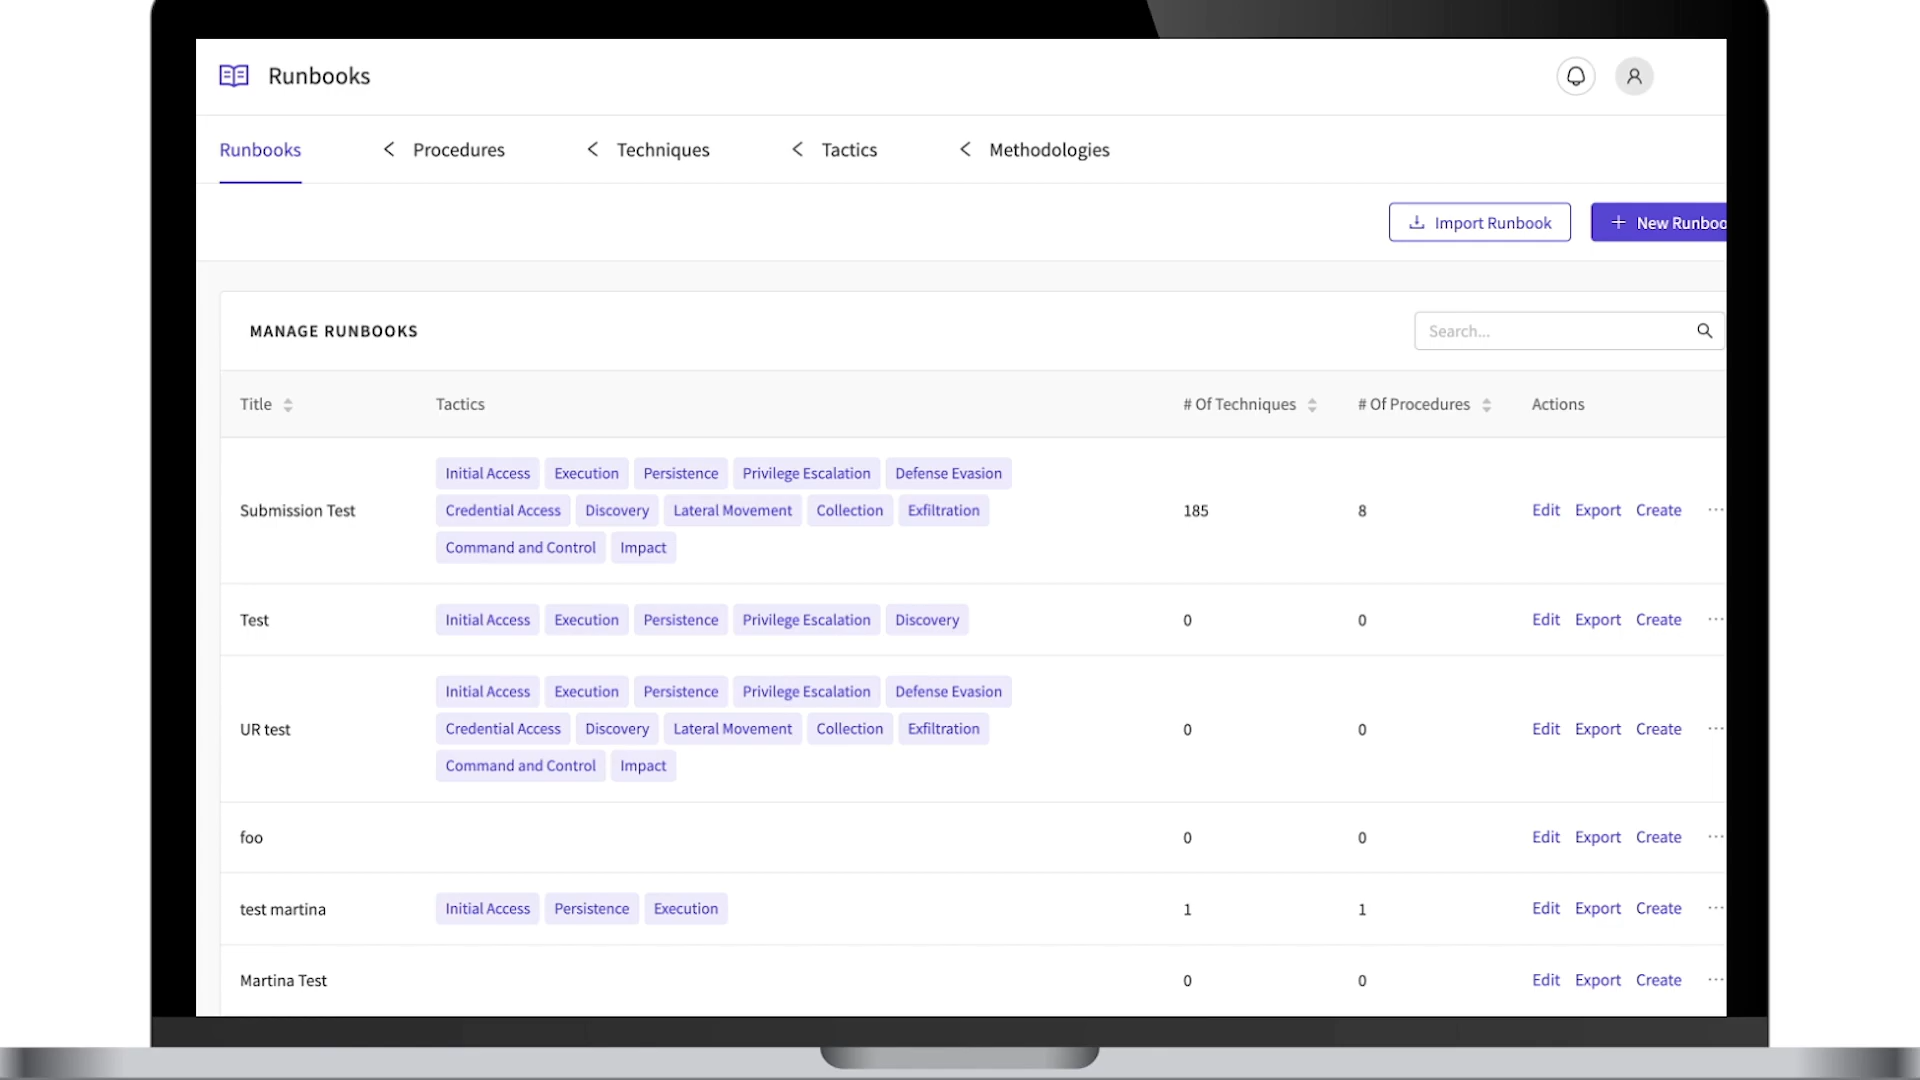 Runbooks
Runbooks < Procedures < Techniques < Tactics < Methodologies
Import Runbook + New Runboo
MANAGE RUNBOOKS
Search...
Title Tactics # Of Techniques # Of Procedures Actions
Initial Access Execution Persistence Privilege Escalation Defense Evasion
Submission Test Credential Access Discovery Lateral Movement Collection Exfiltration 185 8 Edit Export Create ...
Command and Control Impact
Test Initial Access Execution Persistence Privilege Escalation Discovery 0 0 Edit Export Create ...
Initial Access Execution Persistence Privilege Escalation Defense Evasion
UR test Credential Access Discovery Lateral Movement Collection Exfiltration 0 0 Edit Export Create ...
Command and Control Impact
foo 0 0 Edit Export Create ...
test martina Initial Access Persistence Execution 1 1 Edit Export Create ...
Martina Test 0 0 Edit Export Create ...